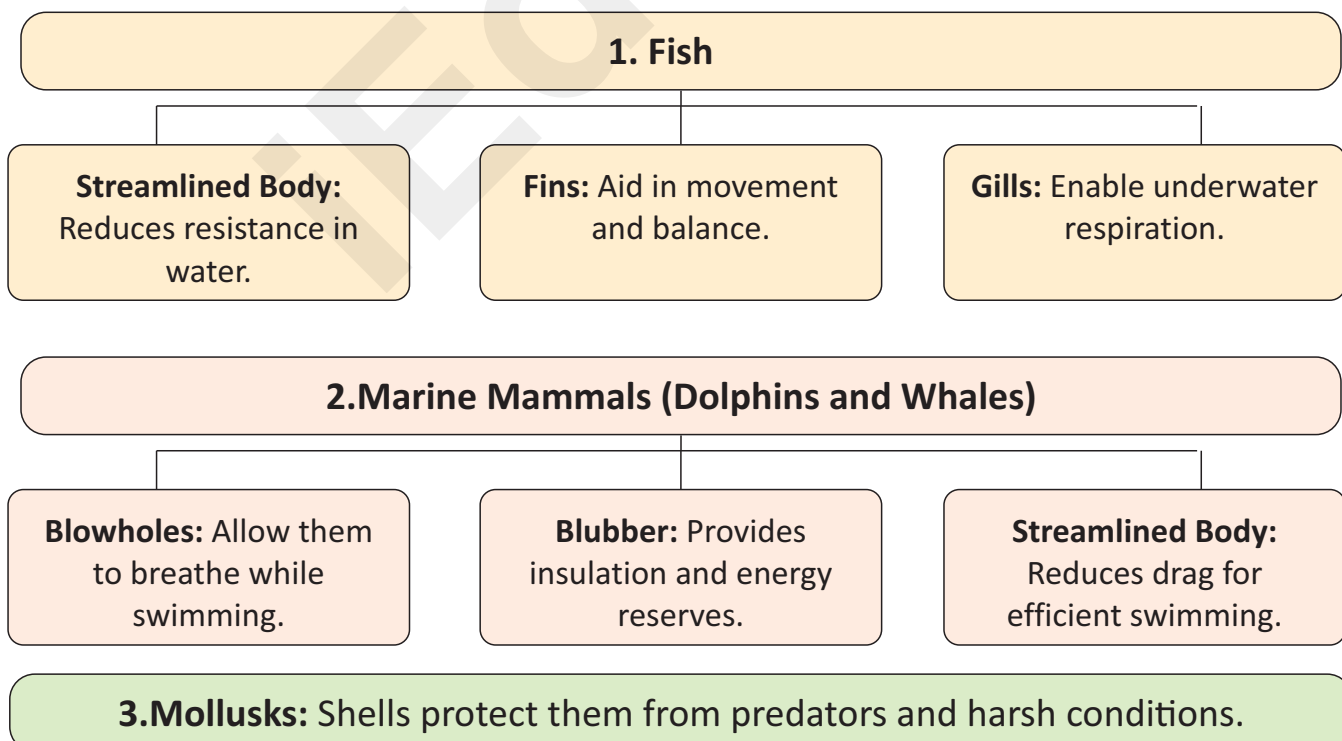 1. Fish
Streamlined Body:
Reduces resistance in
water.
Fins: Aid in movement
and balance.
Gills: Enable underwater
respiration.
2.Marine Mammals (Dolphins and Whales)
Blowholes: Allow them
to breathe while
swimming.
Blubber: Provides
insulation and energy
reserves.
Streamlined Body:
Reduces drag for
efficient swimming.
3.Mollusks: Shells protect them from predators and harsh conditions.